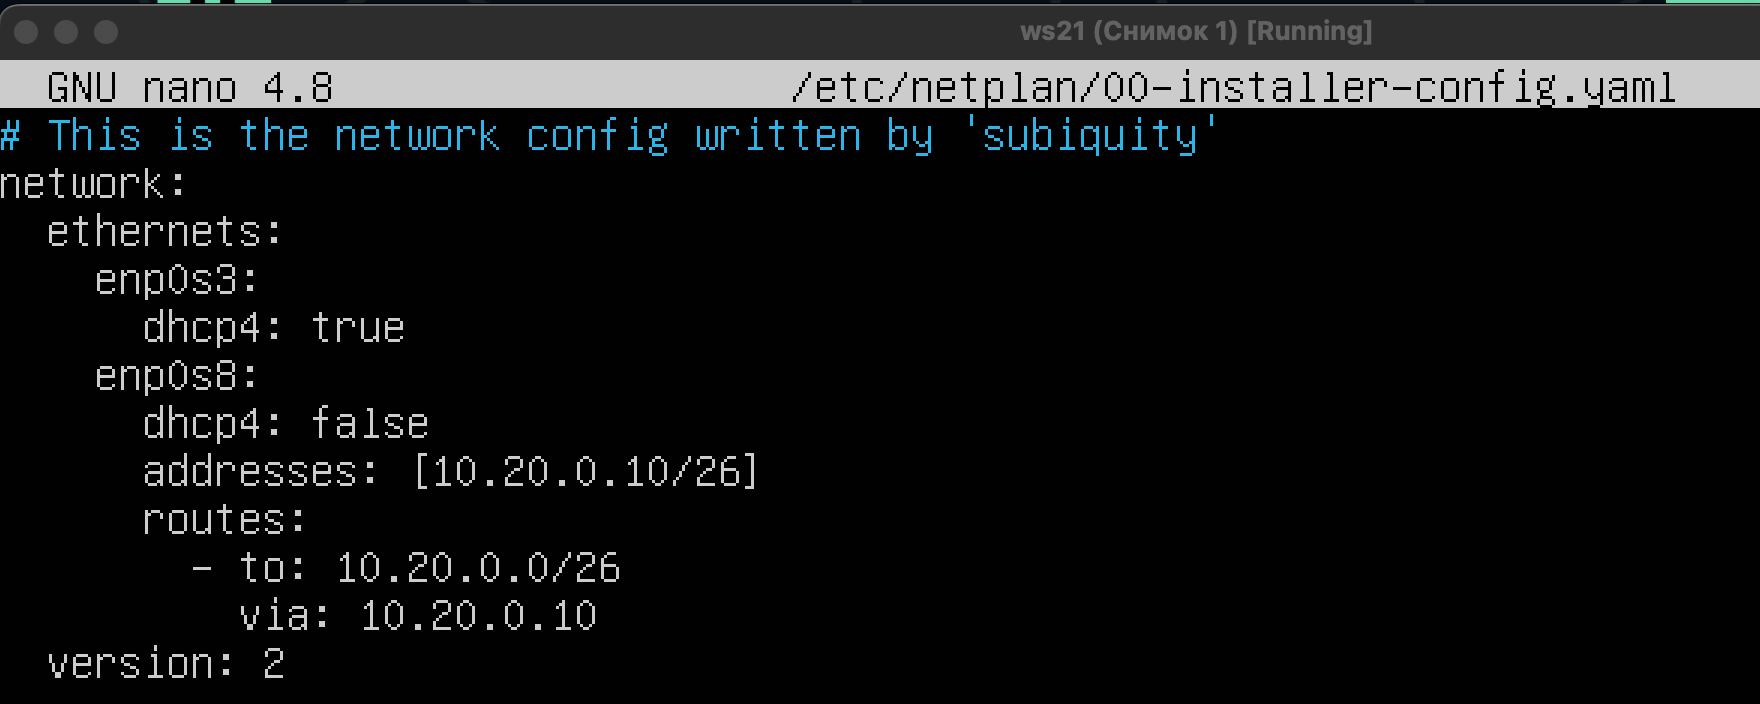 ws21 (Снимок 1) [Running]
GNU nano 4.8 /etc/netplan/00-installer-config.yaml
# This is the network config written by 'subiquity'
network:
  ethernets:
    enp0s3:
      dhcp4: true
    enp0s8:
      dhcp4: false
      addresses: [10.20.0.10/26]
      routes:
        - to: 10.20.0.0/26
          via: 10.20.0.10
  version: 2